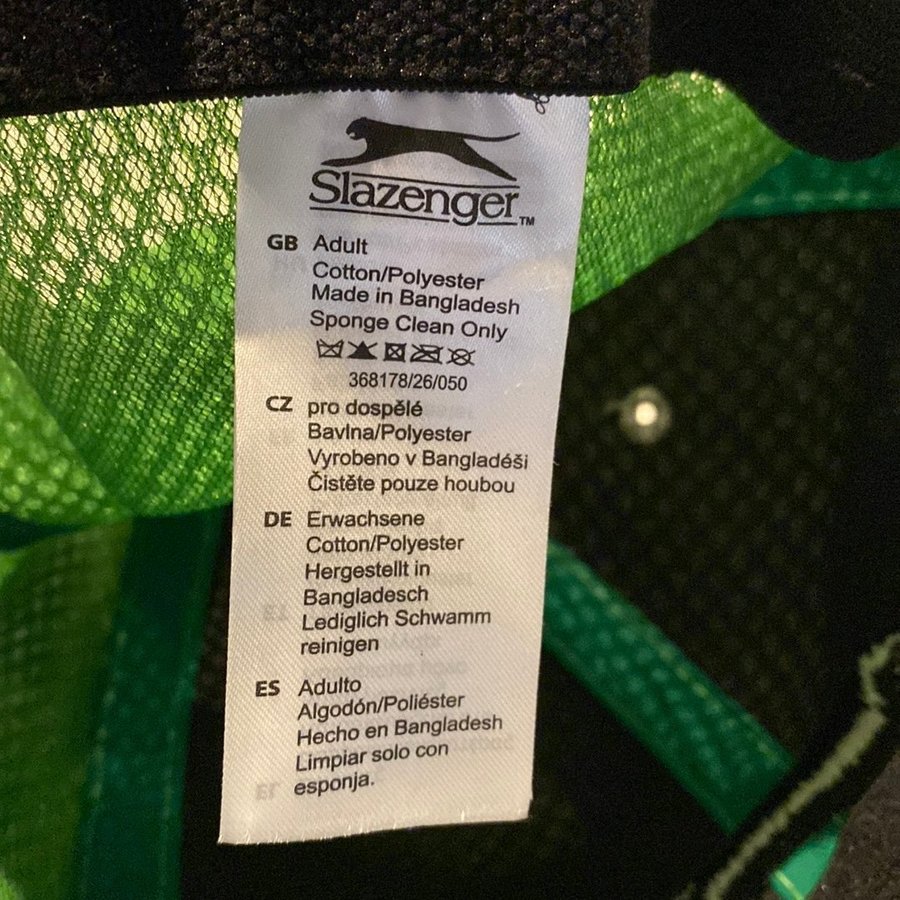 Slazenger™
GB Adult
Cotton/Polyester
Made in Bangladesh
Sponge Clean Only
368178/26/050
CZ pro dospělé
Bavlna/Polyester
Vyrobeno v Bangladéši
Čistěte pouze houbou
DE Erwachsene
Cotton/Polyester
Hergestellt in
Bangladesch
Lediglich Schwamm
reinigen
ES Adulto
Algodón/Poliéster
Hecho en Bangladesh
Limpiar solo con
esponja.